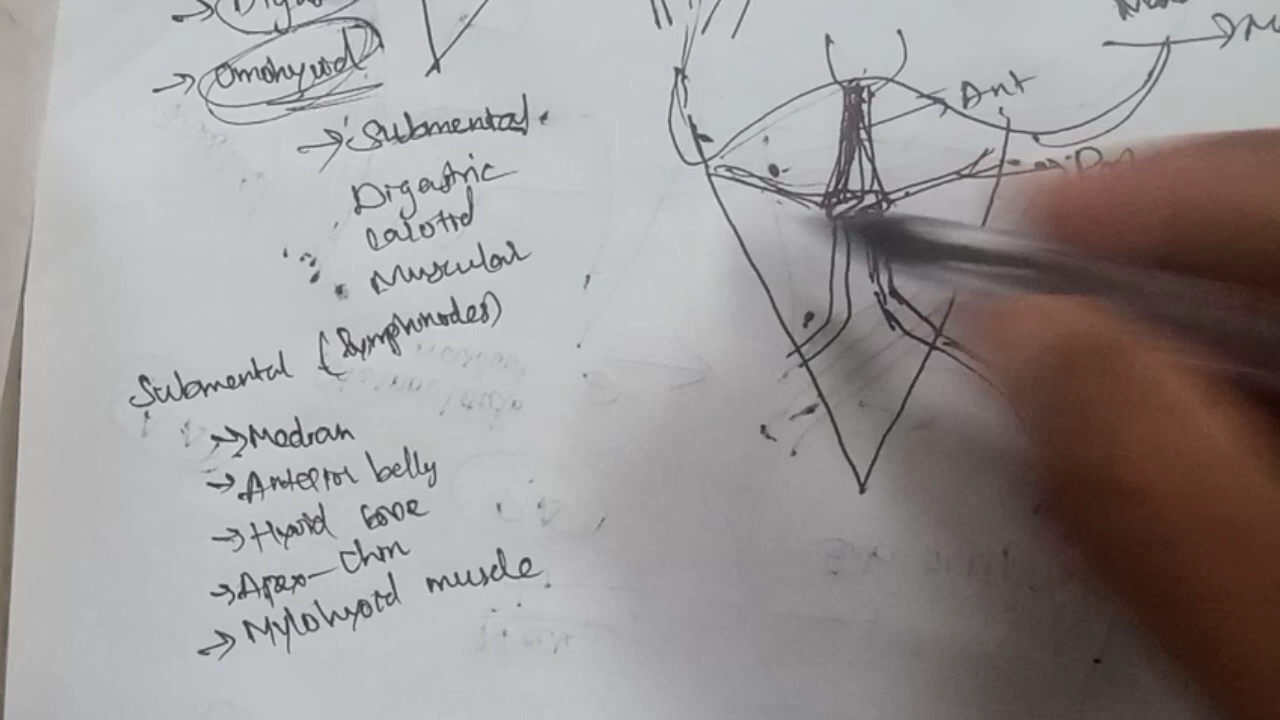 → Omohyoid
→ Submental.
Digastric
Carotid
Muscular
Submental (lymphnodes)
→ Median
→ Anterior belly
→ Hyoid bone
→ Apex - Chin
→ Mylohyoid muscle
Ant